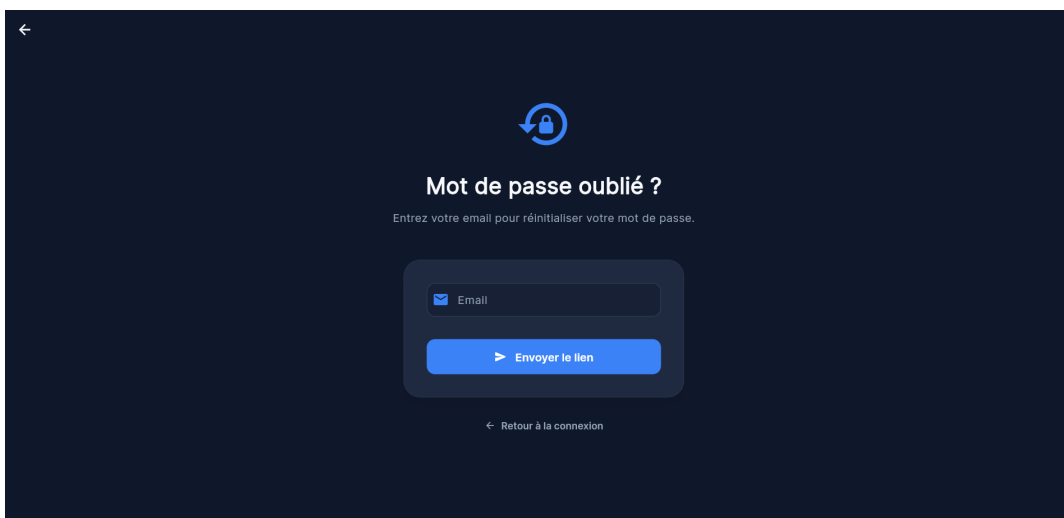 Mot de passe oublié ?
Entrez votre email pour réinitialiser votre mot de passe.
Email
Envoyer le lien
Retour à la connexion